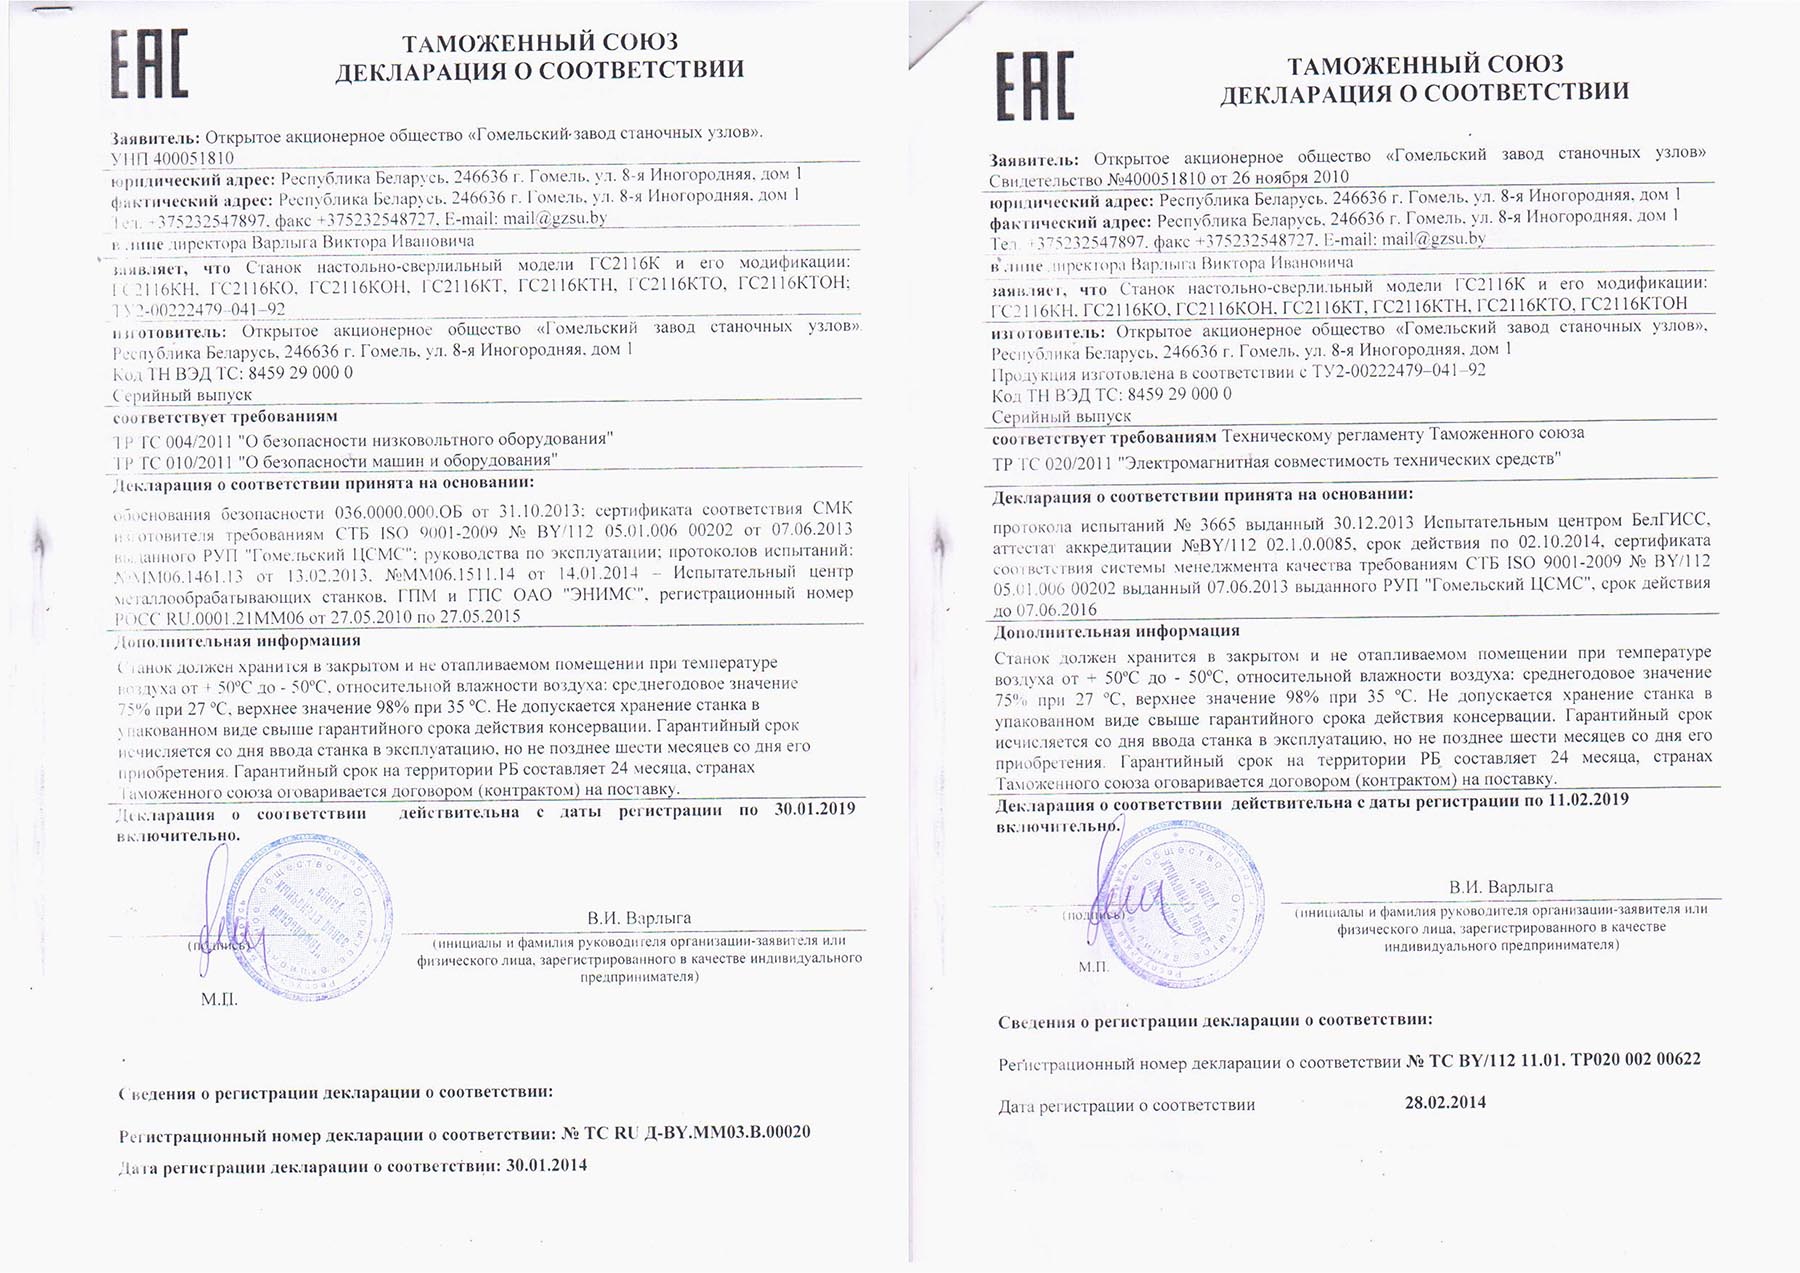 ЕАС
ТАМОЖЕННЫЙ СОЮЗ
ДЕКЛАРАЦИЯ О СООТВЕТСТВИИ
Заявитель: Открытое акционерное общество «Гомельский завод станочных узлов».
УНП 400051810
юридический адрес: Республика Беларусь, 246636 г. Гомель, ул. 8-я Иногородняя, дом 1
фактический адрес: Республика Беларусь, 246636 г. Гомель, ул. 8-я Иногородняя, дом 1
Тел. +375232547897, факс +375232548727, E-mail: mail@gzsu.by
в лице директора Варлыга Виктора Ивановича
заявляет, что Станок настольно-сверлильный модели ГС2116К и его модификации:
ГС2116КН, ГС2116КО, ГС2116КОН, ГС2116КТ, ГС2116КТН, ГС2116КТО, ГС2116КТОН;
ТУ2-00222479–041–92
изготовитель: Открытое акционерное общество «Гомельский завод станочных узлов».
Республика Беларусь, 246636 г. Гомель, ул. 8-я Иногородняя, дом 1
Код ТН ВЭД ТС: 8459 29 000 0
Серийный выпуск
соответствует требованиям
ТР ТС 004/2011 "О безопасности низковольтного оборудования"
ТР ТС 010/2011 "О безопасности машин и оборудования"
Декларация о соответствии принята на основании:
обоснования безопасности 036.0000.000.ОБ от 31.10.2013; сертификата соответствия СМК
изготовителя требованиям СТБ ISO 9001-2009 № BY/112 05.01.006 00202 от 07.06.2013
выданного РУП "Гомельский ЦСМС"; руководства по эксплуатации; протоколов испытаний:
№ММ06.1461.13 от 13.02.2013, №ММ06.1511.14 от 14.01.2014 – Испытательный центр
металлообрабатывающих станков, ГПМ и ГПС ОАО "ЭНИМС", регистрационный номер
РОСС RU.0001.21ММ06 от 27.05.2010 по 27.05.2015
Дополнительная информация
Станок должен хранится в закрытом и не отапливаемом помещении при температуре
воздуха от + 50ºС до - 50ºС, относительной влажности воздуха: среднегодовое значение
75% при 27 ºС, верхнее значение 98% при 35 ºС. Не допускается хранение станка в
упакованном виде свыше гарантийного срока действия консервации. Гарантийный срок
исчисляется со дня ввода станка в эксплуатацию, но не позднее шести месяцев со дня его
приобретения. Гарантийный срок на территории РБ составляет 24 месяца, странах
Таможенного союза оговаривается договором (контрактом) на поставку.
Декларация о соответствии действительна с даты регистрации по 30.01.2019
включительно.
(подпись)
В.И. Варлыга
(инициалы и фамилия руководителя организации-заявителя или
физического лица, зарегистрированного в качестве индивидуального
предпринимателя)
М.П.
Сведения о регистрации декларации о соответствии:
Регистрационный номер декларации о соответствии: № ТС RU Д-BY.ММ03.В.00020
Дата регистрации декларации о соответствии: 30.01.2014
ЕАС
ТАМОЖЕННЫЙ СОЮЗ
ДЕКЛАРАЦИЯ О СООТВЕТСТВИИ
Заявитель: Открытое акционерное общество «Гомельский завод станочных узлов»
Свидетельство №400051810 от 26 ноября 2010
юридический адрес: Республика Беларусь, 246636 г. Гомель, ул. 8-я Иногородняя, дом 1
фактический адрес: Республика Беларусь, 246636 г. Гомель, ул. 8-я Иногородняя, дом 1
Тел. +375232547897, факс +375232548727, E-mail: mail@gzsu.by
в лице директора Варлыга Виктора Ивановича
заявляет, что Станок настольно-сверлильный модели ГС2116К и его модификации:
ГС2116КН, ГС2116КО, ГС2116КОН, ГС2116КТ, ГС2116КТН, ГС2116КТО, ГС2116КТОН
изготовитель: Открытое акционерное общество «Гомельский завод станочных узлов»,
Республика Беларусь, 246636 г. Гомель, ул. 8-я Иногородняя, дом 1
Продукция изготовлена в соответствии с ТУ2-00222479–041–92
Код ТН ВЭД ТС: 8459 29 000 0
Серийный выпуск
соответствует требованиям Техническому регламенту Таможенного союза
ТР ТС 020/2011 "Электромагнитная совместимость технических средств"
Декларация о соответствии принята на основании:
протокола испытаний № 3665 выданный 30.12.2013 Испытательным центром БелГИСС,
аттестат аккредитации №BY/112 02.1.0.0085, срок действия по 02.10.2014, сертификата
соответствия системы менеджмента качества требованиям СТБ ISO 9001-2009 № BY/112
05.01.006 00202 выданный 07.06.2013 выданного РУП "Гомельский ЦСМС", срок действия
до 07.06.2016
Дополнительная информация
Станок должен хранится в закрытом и не отапливаемом помещении при температуре
воздуха от + 50ºС до - 50ºС, относительной влажности воздуха: среднегодовое значение
75% при 27 ºС, верхнее значение 98% при 35 ºС. Не допускается хранение станка в
упакованном виде свыше гарантийного срока действия консервации. Гарантийный срок
исчисляется со дня ввода станка в эксплуатацию, но не позднее шести месяцев со дня его
приобретения. Гарантийный срок на территории РБ составляет 24 месяца, странах
Таможенного союза оговаривается договором (контрактом) на поставку.
Декларация о соответствии действительна с даты регистрации по 11.02.2019
включительно.
(подпись)
В.И. Варлыга
(инициалы и фамилия руководителя организации-заявителя или
физического лица, зарегистрированного в качестве
индивидуального предпринимателя)
М.П.
Сведения о регистрации декларации о соответствии:
Регистрационный номер декларации о соответствии № ТС BY/112 11.01. ТР020 002 00622
Дата регистрации о соответствии 28.02.2014